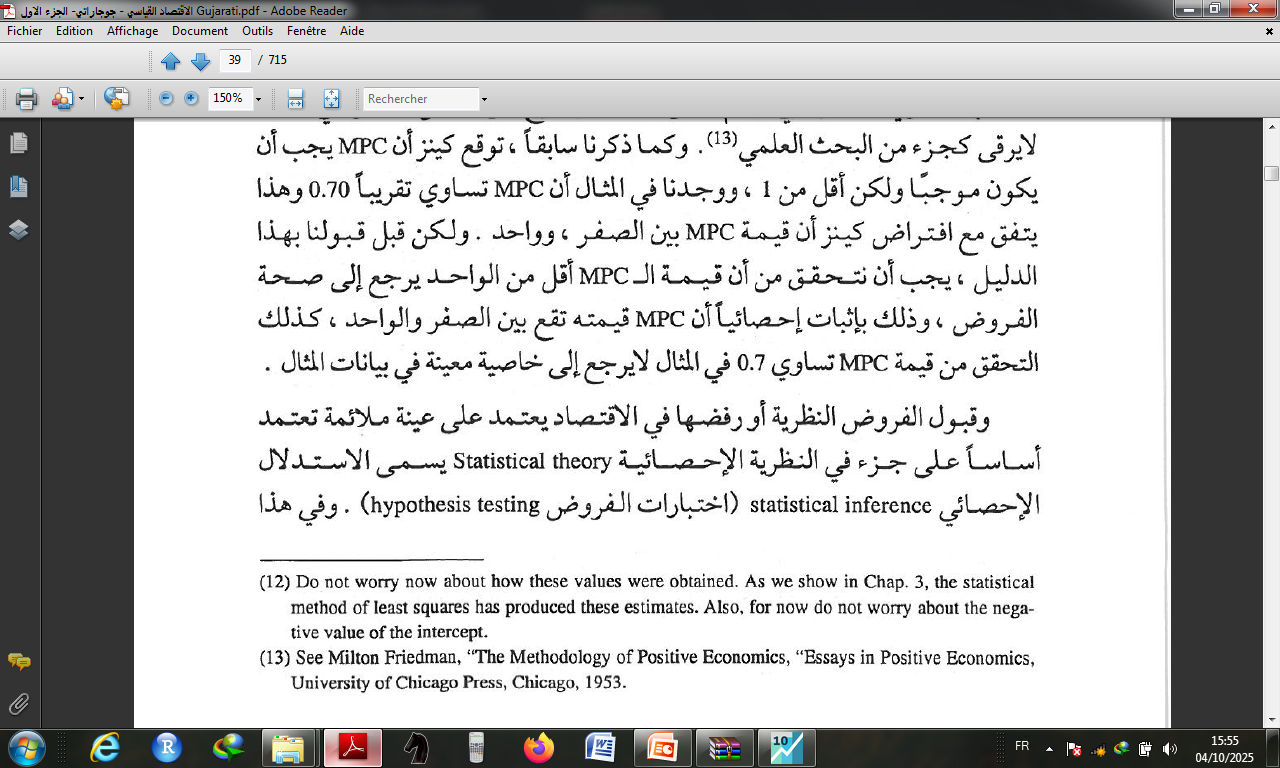 الاقتصاد القياسي - جوجاراتي- الجزء الاول Gujarati.pdf - Adobe Reader
Fichier Edition Affichage Document Outils Fenêtre Aide
39 / 715
150% Rechercher
لايرقى كجزء من البحث العلمي(13). وكما ذكرنا سابقاً ، توقع كينز أن MPC يجب أن
يكون موجبًا ولكن أقل من 1 ، ووجدنا في المثال أن MPC تساوي تقريباً 0.70 وهذا
يتفق مع افتراض كينز أن قيمة MPC بين الصفر ، وواحد . ولكن قبل قبولنا بهذا
الدليل ، يجب أن نتحقق من أن قيمة الـ MPC أقل من الواحد يرجع إلى صحة
الفروض ، وذلك بإثبات إحصائياً أن MPC قيمته تقع بين الصفر والواحد ، كذلك
التحقق من قيمة MPC تساوي 0.7 في المثال لايرجع إلى خاصية معينة في بيانات المثال .
وقبول الفروض النظرية أو رفضها في الاقتصاد يعتمد على عينة ملائمة تعتمد
أساساً على جزء في النظرية الإحصائية Statistical theory يسمى الاستدلال
الإحصائي statistical inference (اختبارات الفروض hypothesis testing) . وفي هذا
(12) Do not worry now about how these values were obtained. As we show in Chap. 3, the statistical
method of least squares has produced these estimates. Also, for now do not worry about the nega-
tive value of the intercept.
(13) See Milton Friedman, “The Methodology of Positive Economics, “Essays in Positive Economics,
University of Chicago Press, Chicago, 1953.
FR
15:55
04/10/2025